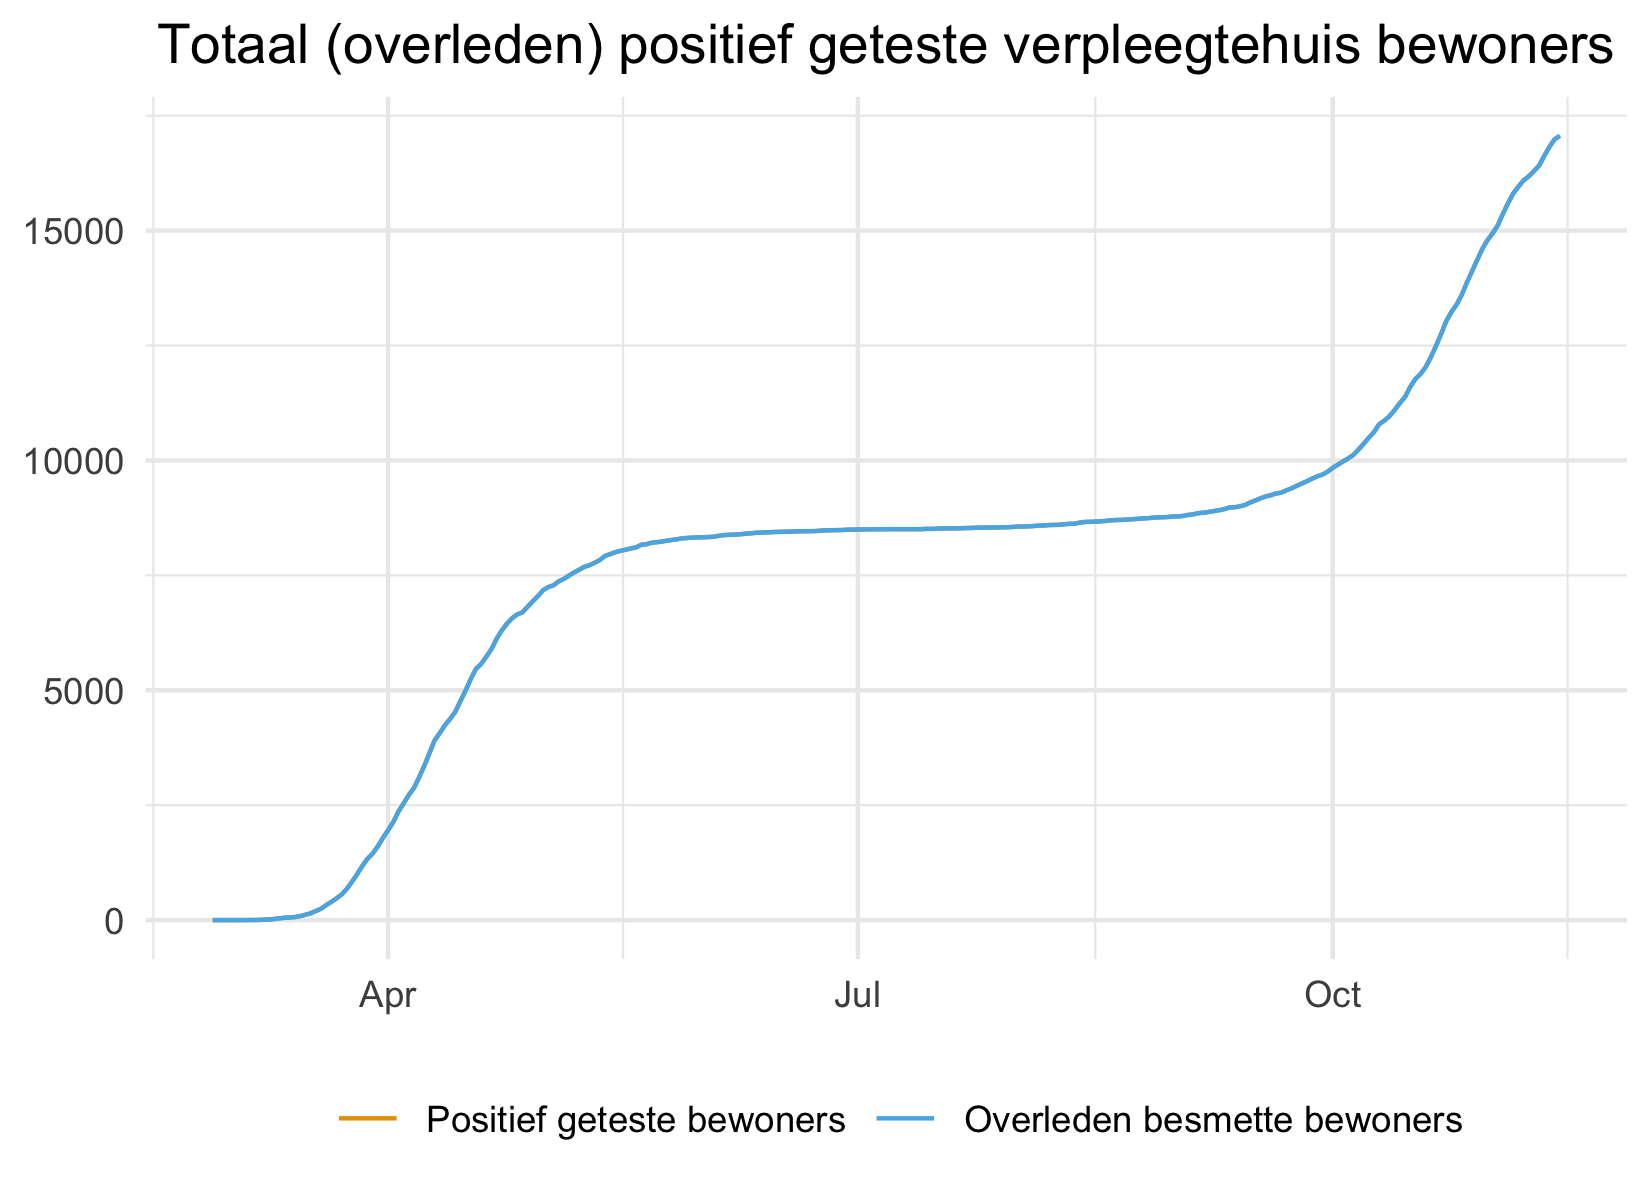 Totaal (overleden) positief geteste verpleegtehuis bewoners
15000
10000
5000
0
Apr Jul Oct
Positief geteste bewoners Overleden besmette bewoners